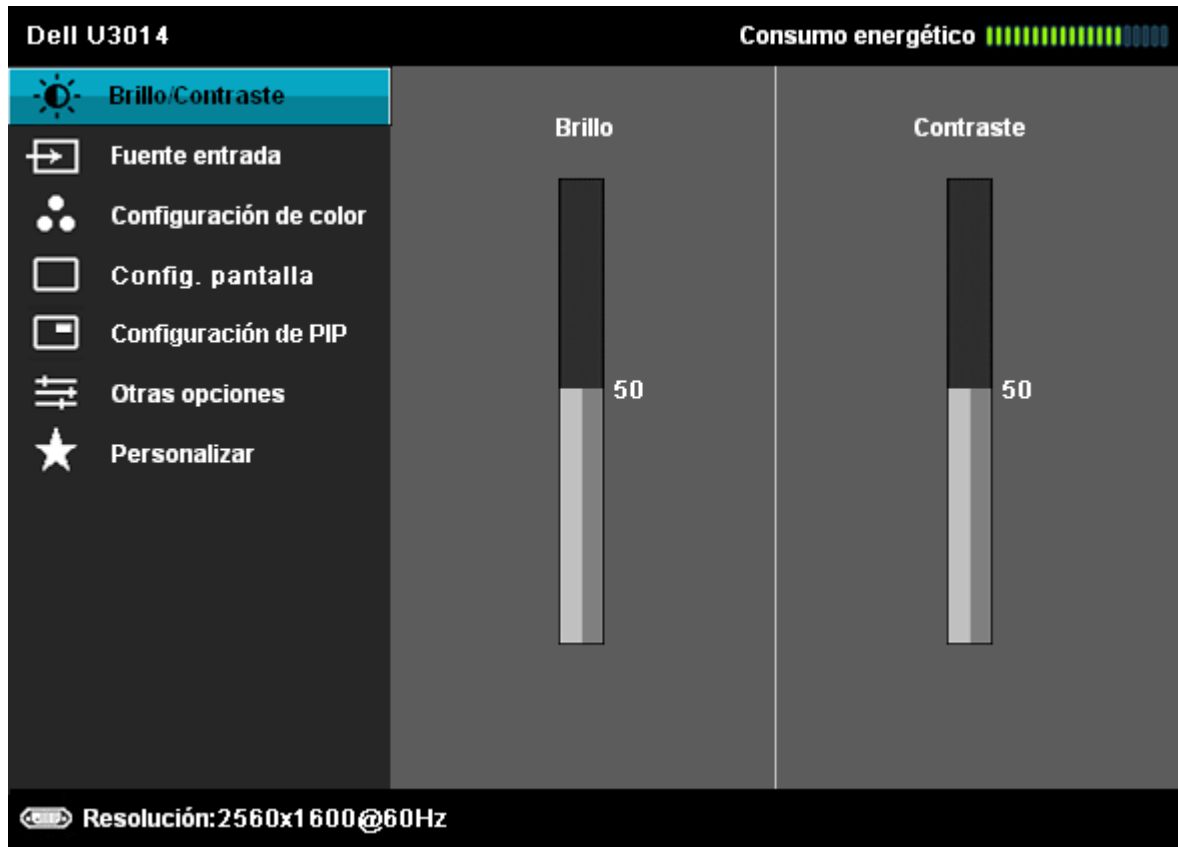 Dell U3014
Consumo energético
Brillo/Contraste
Fuente entrada
Configuración de color
Config. pantalla
Configuración de PIP
Otras opciones
Personalizar
Brillo
50
Contraste
50
Resolución:2560x1600@60Hz